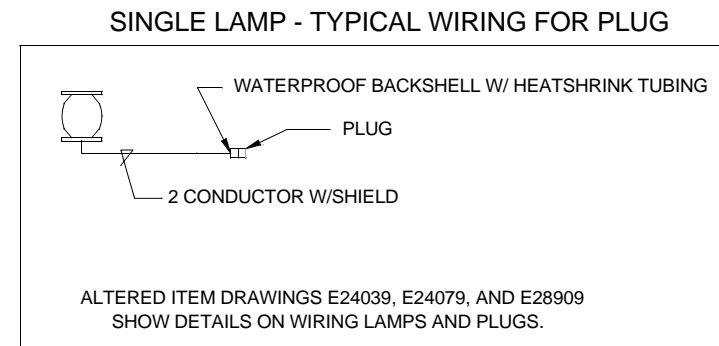 SINGLE LAMP - TYPICAL WIRING FOR PLUG
WATERPROOF BACKSHELL W/ HEATSHRINK TUBING
PLUG
2 CONDUCTOR W/SHIELD
ALTERED ITEM DRAWINGS E24039, E24079, AND E28909
SHOW DETAILS ON WIRING LAMPS AND PLUGS.